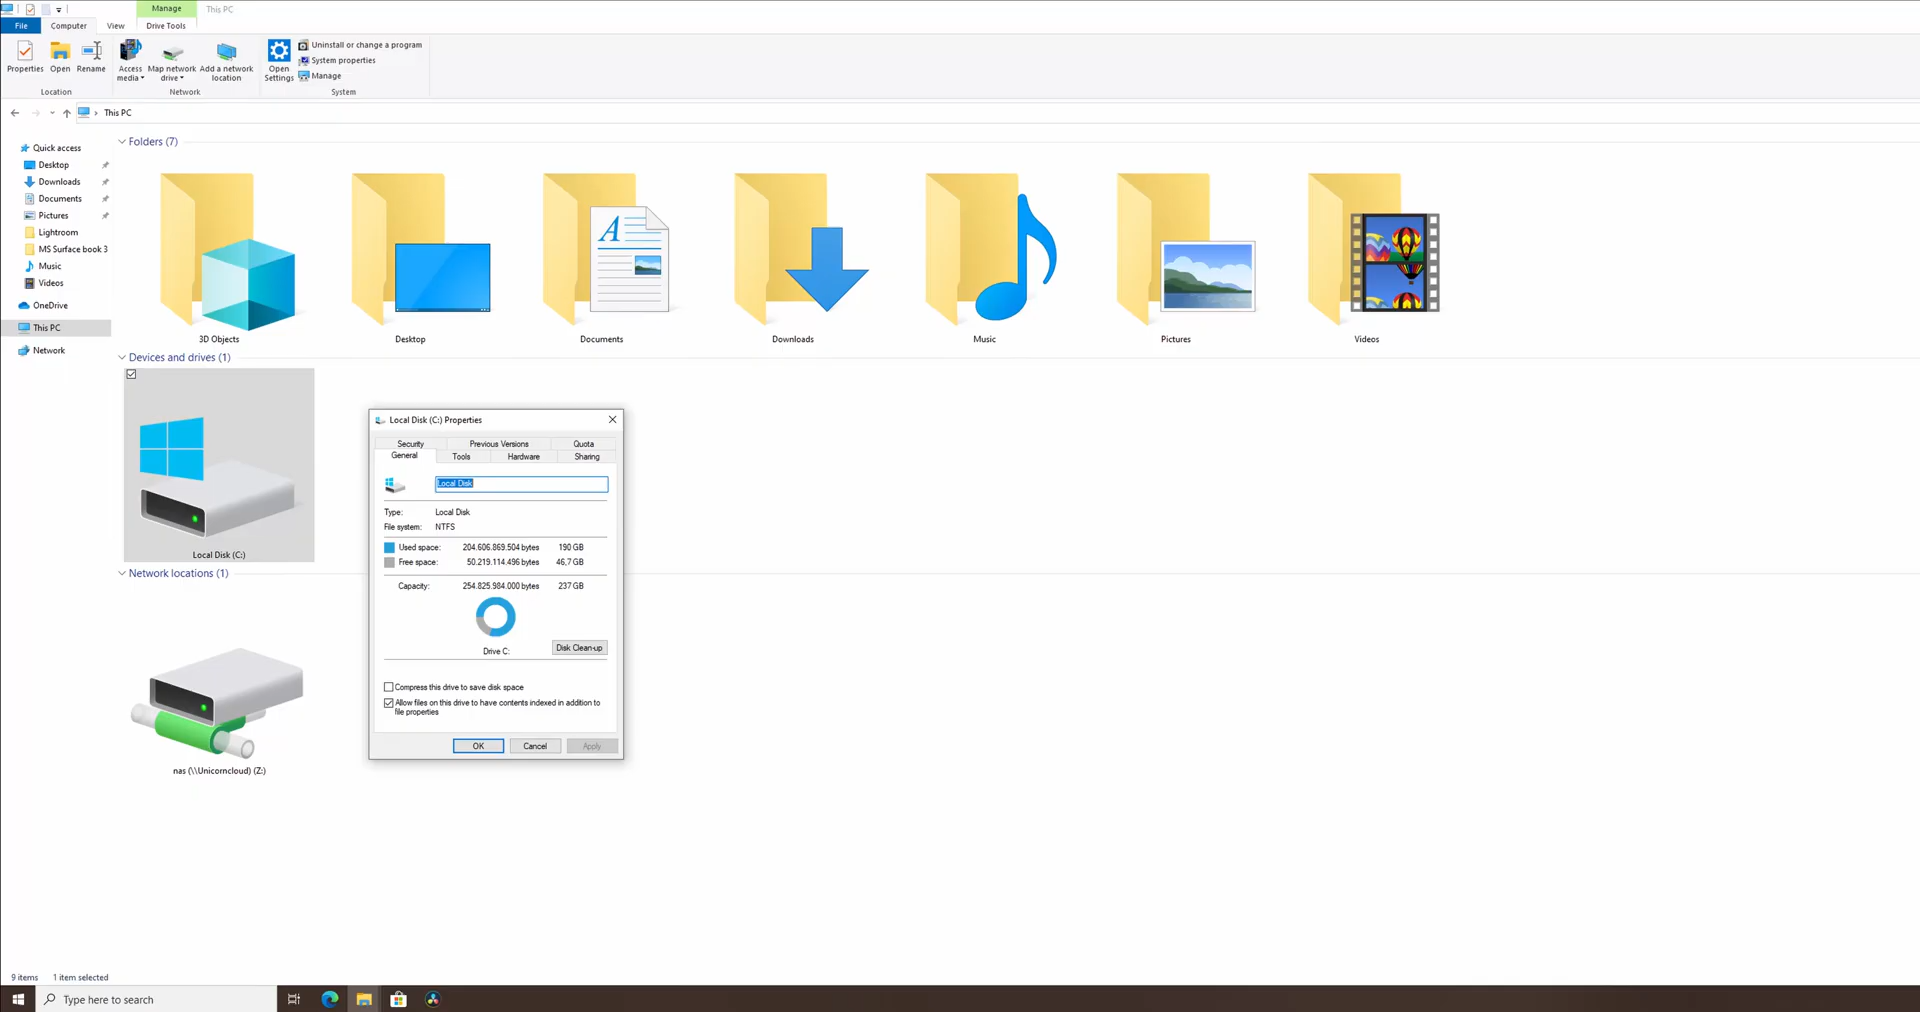 Manage
This PC
File
Computer
View
Drive Tools
Properties
Open
Rename
Access media
Map network drive
Add a network location
Open Settings
Uninstall or change a program
System properties
Manage
Location
Network
System
This PC
Quick access
Desktop
Downloads
Documents
Pictures
Lightroom
MS Surface book 3
Music
Videos
OneDrive
This PC
Network
Folders (7)
3D Objects
Desktop
Documents
Downloads
Music
Pictures
Videos
Devices and drives (1)
Local Disk (C:)
Network locations (1)
nas (\\Unicorncloud) (Z:)
Local Disk (C:) Properties
Security
Previous Versions
Quota
General
Tools
Hardware
Sharing
Local Disk
Type: Local Disk
File system: NTFS
Used space: 204.606.869.504 bytes 190 GB
Free space: 50.219.114.496 bytes 46,7 GB
Capacity: 254.825.984.000 bytes 237 GB
Drive C:
Disk Clean-up
Compress this drive to save disk space
Allow files on this drive to have contents indexed in addition to
file properties
OK
Cancel
Apply
9 items
1 item selected
Type here to search